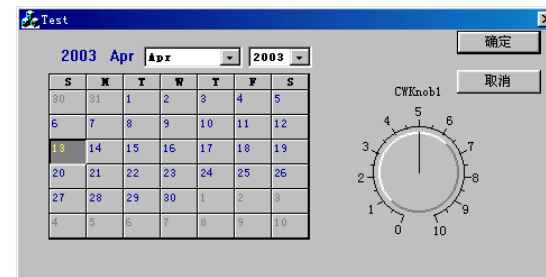 Test
确定
2003 Apr Apr 2003
取消
S M T W T F S
30 31 1 2 3 4 5
6 7 8 9 10 11 12
13 14 15 16 17 18 19
20 21 22 23 24 25 26
27 28 29 30 1 2 3
4 5 6 7 8 9 10
CWKnob1
0 1 2 3 4 5 6 7 8 9 10